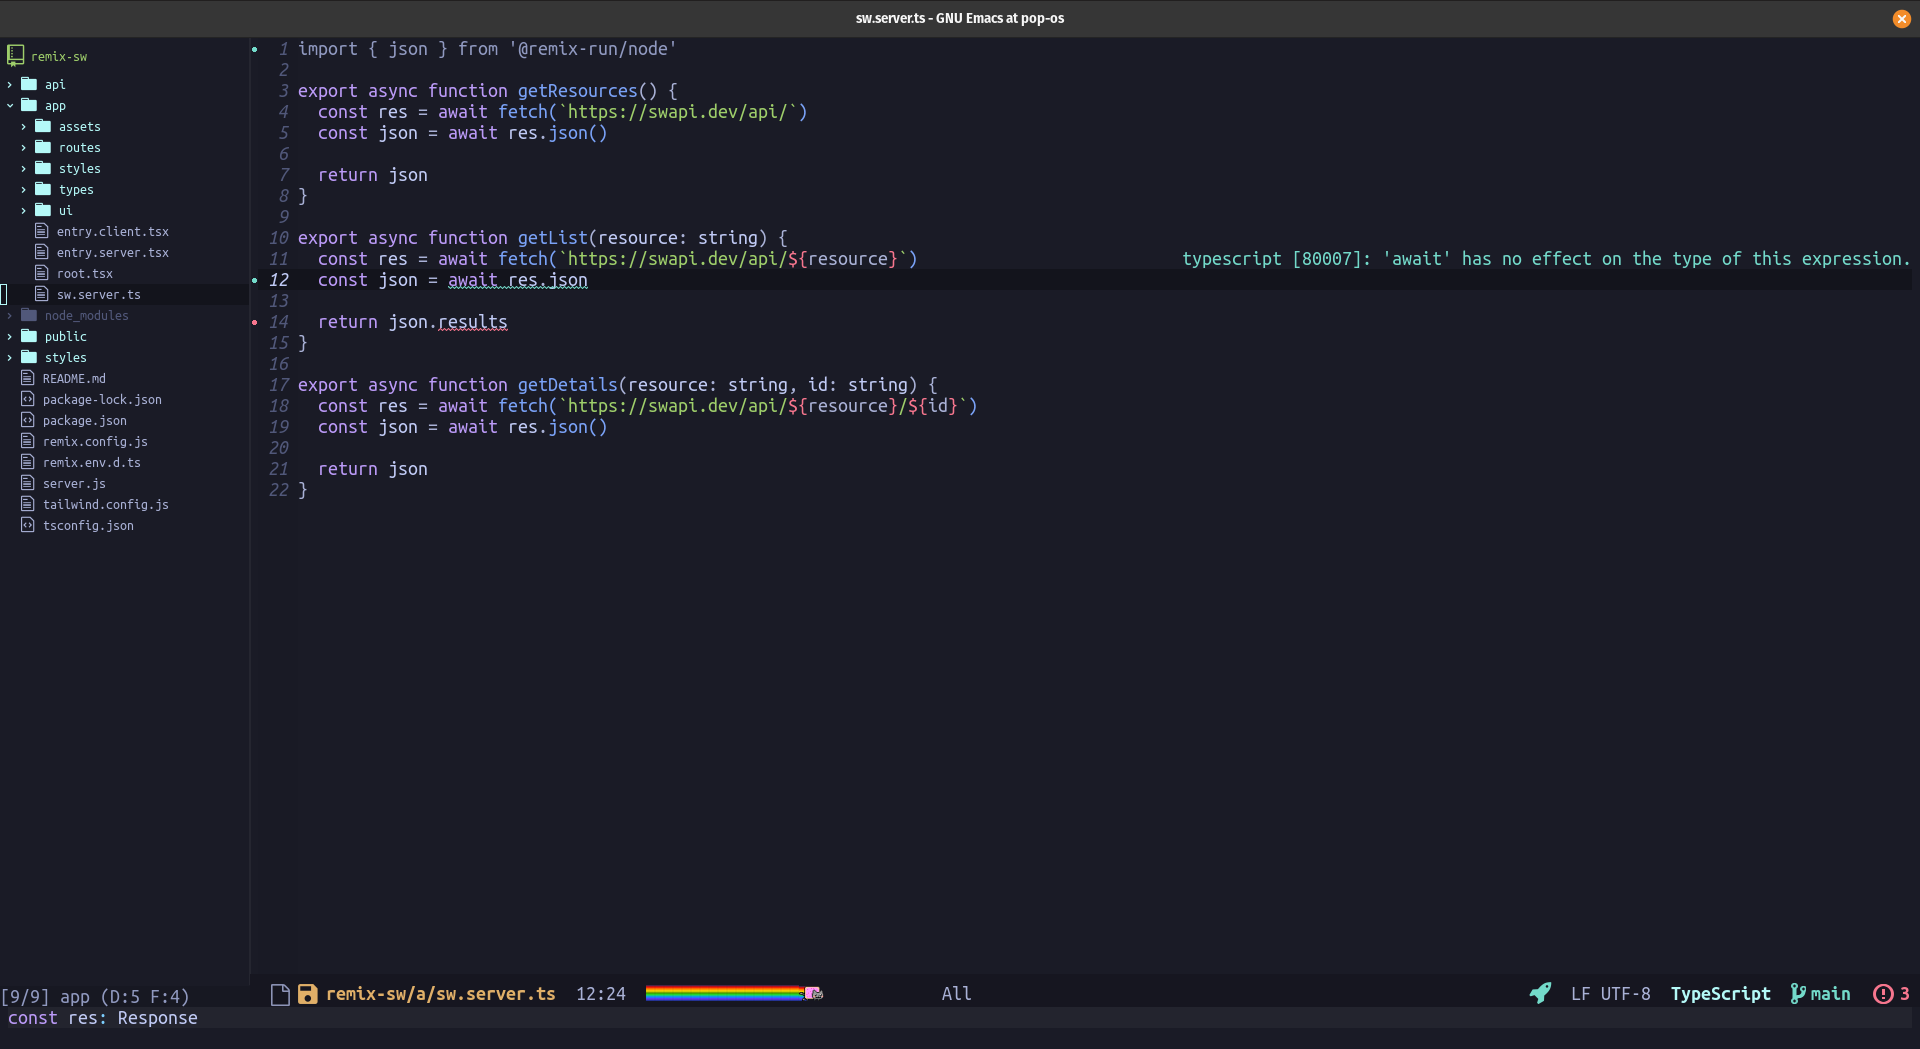 sw.server.ts - GNU Emacs at pop-os
remix-sw
api
app
assets
routes
styles
types
ui
entry.client.tsx
entry.server.tsx
root.tsx
sw.server.ts
node_modules
public
styles
README.md
package-lock.json
package.json
remix.config.js
remix.env.d.ts
server.js
tailwind.config.js
tsconfig.json
[9/9] app (D:5 F:4)
1 import { json } from '@remix-run/node'
2
3 export async function getResources() {
4   const res = await fetch(`https://swapi.dev/api/`)
5   const json = await res.json()
6
7   return json
8 }
9
10 export async function getList(resource: string) {
11   const res = await fetch(`https://swapi.dev/api/${resource}`) typescript [80007]: 'await' has no effect on the type of this expression.
12   const json = await res.json
13
14   return json.results
15 }
16
17 export async function getDetails(resource: string, id: string) {
18   const res = await fetch(`https://swapi.dev/api/${resource}/${id}`)
19   const json = await res.json()
20
21   return json
22 }
remix-sw/a/sw.server.ts 12:24 All LF UTF-8 TypeScript main 3
const res: Response